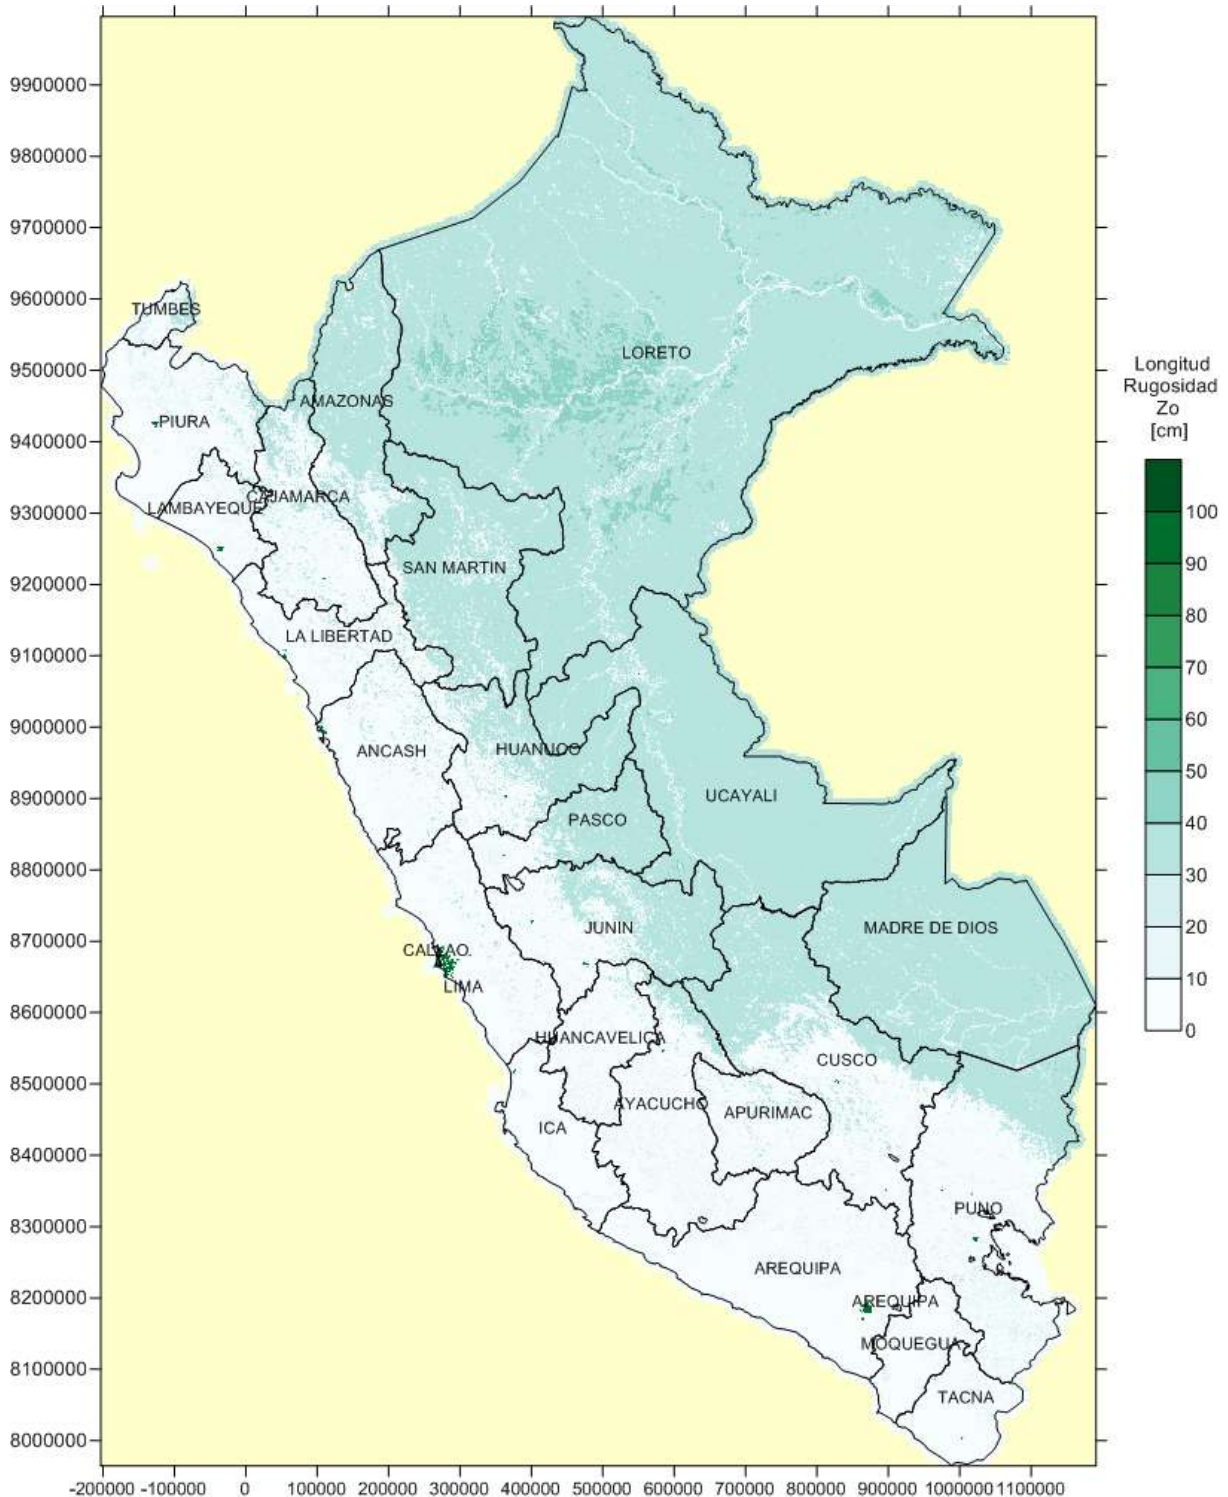 9900000
9800000
9700000
9600000
9500000
9400000
9300000
9200000
9100000
9000000
8900000
8800000
8700000
8600000
8500000
8400000
8300000
8200000
8100000
8000000
-200000 -100000 0 100000 200000 300000 400000 500000 600000 700000 800000 900000 1000000 1100000
TUMBES
LORETO
AMAZONAS
PIURA
CAJAMARCA
LAMBAYEQUE
SAN MARTIN
LA LIBERTAD
ANCASH
HUANUCO
UCAYALI
PASCO
JUNIN
MADRE DE DIOS
CALLAO.
LIMA
HUANCAVELICA
CUSCO
AYACUCHO
APURIMAC
ICA
PUNO
AREQUIPA
AREQUIPA
MOQUEGUA
TACNA
Longitud
Rugosidad
Zo
[cm]
100
90
80
70
60
50
40
30
20
10
0